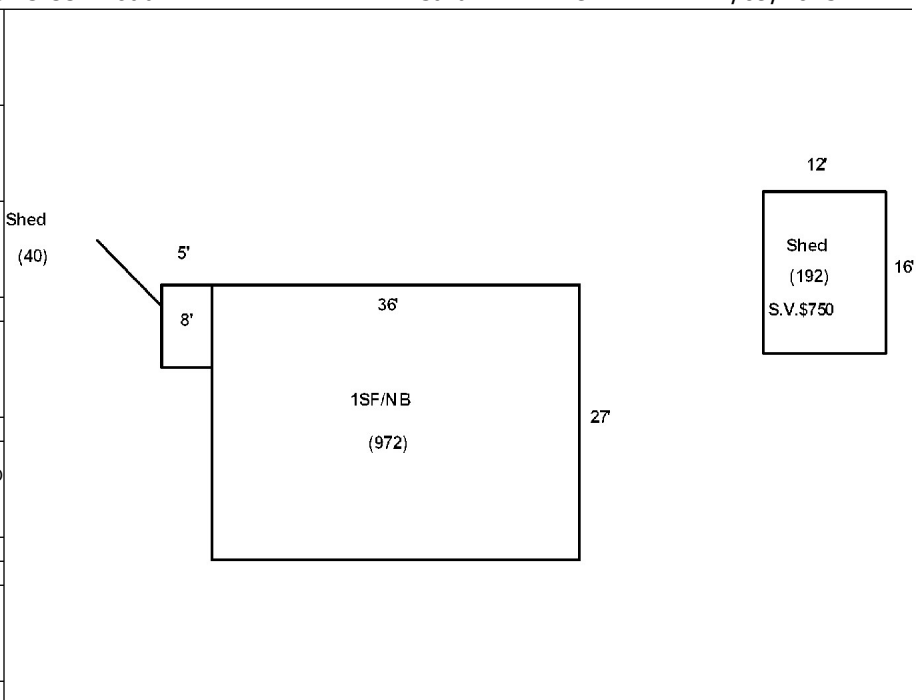 12'
Shed
(40)
5'
Shed
(192)
S.V.$750
16'
8'
36'
1SF/NB
(972)
27'